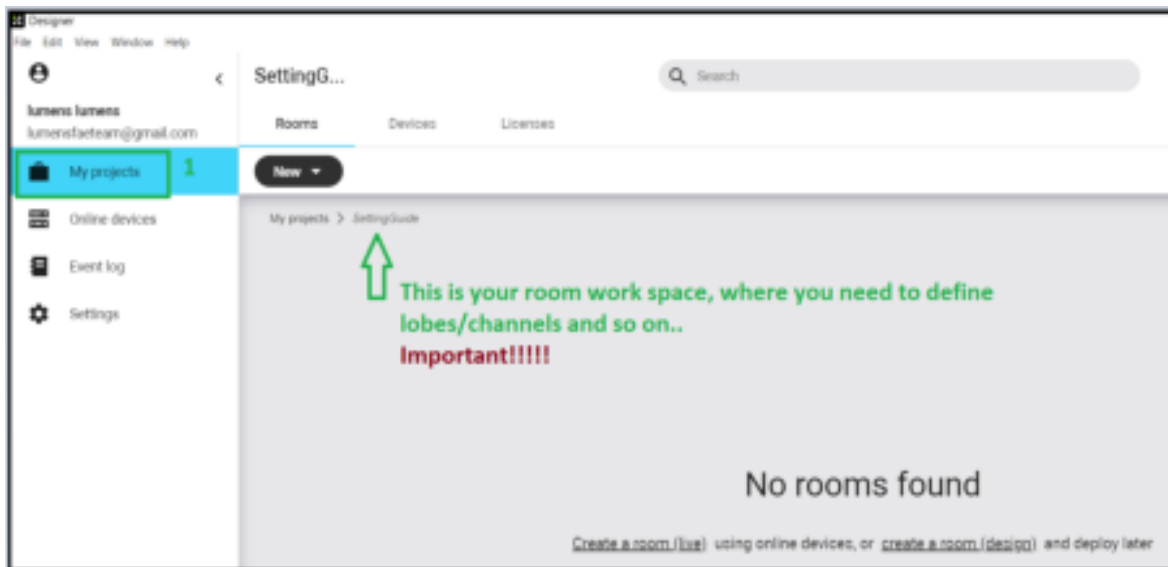 Designer
File Edit View Window Help
SettingG...
Search
lumens lumens
lumensfaeteam@gmail.com
Rooms Devices Licenses
My projects 1
New
Online devices
My projects > SettingGuide
Event log
This is your room work space, where you need to define
lobes/channels and so on..
Important!!!!!
Settings
No rooms found
Create a room (live) using online devices, or create a room (design) and deploy later